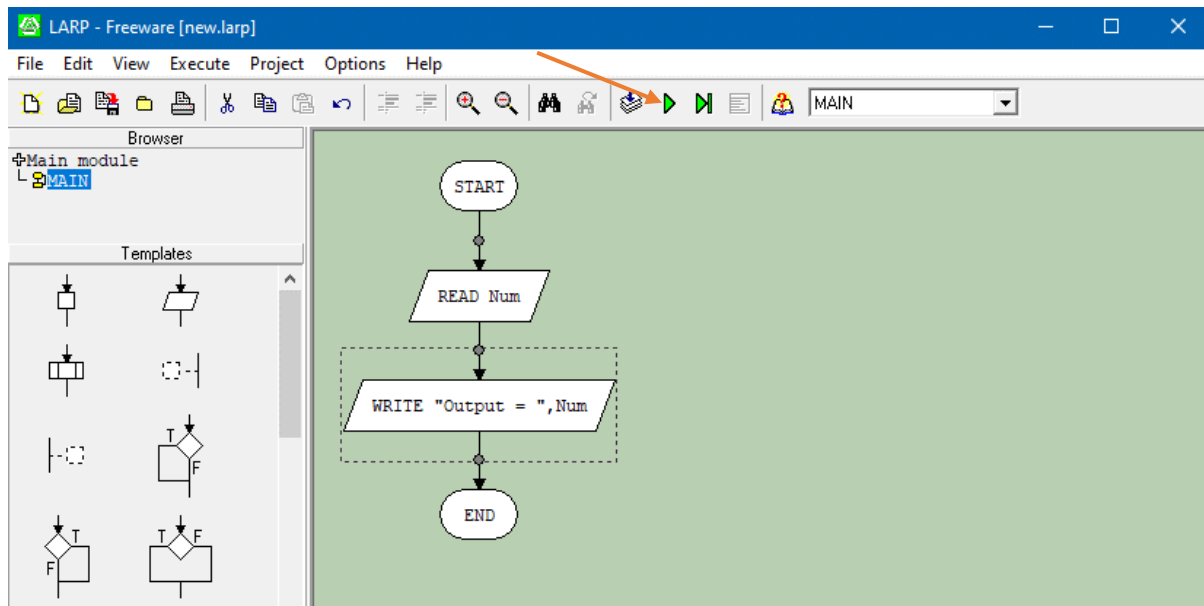 LARP - Freeware [new.larp]
File Edit View Execute Project Options Help
MAIN
Browser
Main module
MAIN
Templates
T
F
T
F
T F
START
READ Num
WRITE "Output = ",Num
END